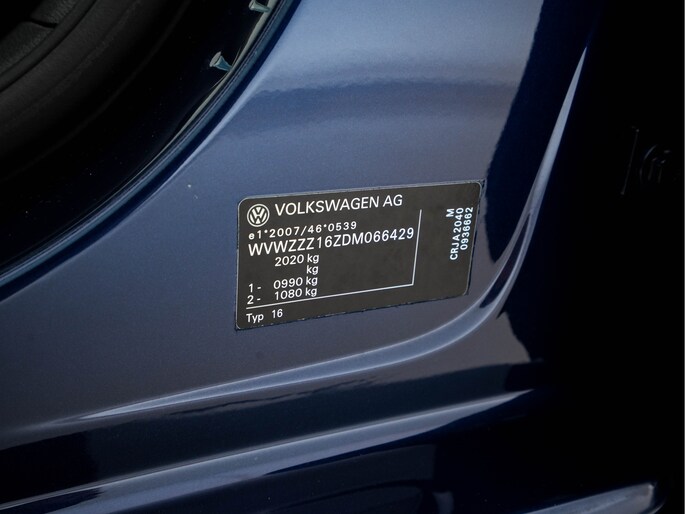 VOLKSWAGEN AG
e1*2007/46*0539
WVWZZZ16ZDM066429
2020 kg
kg
1- 0990 kg
2- 1080 kg
Typ 16
M
CRJA2040
0936662